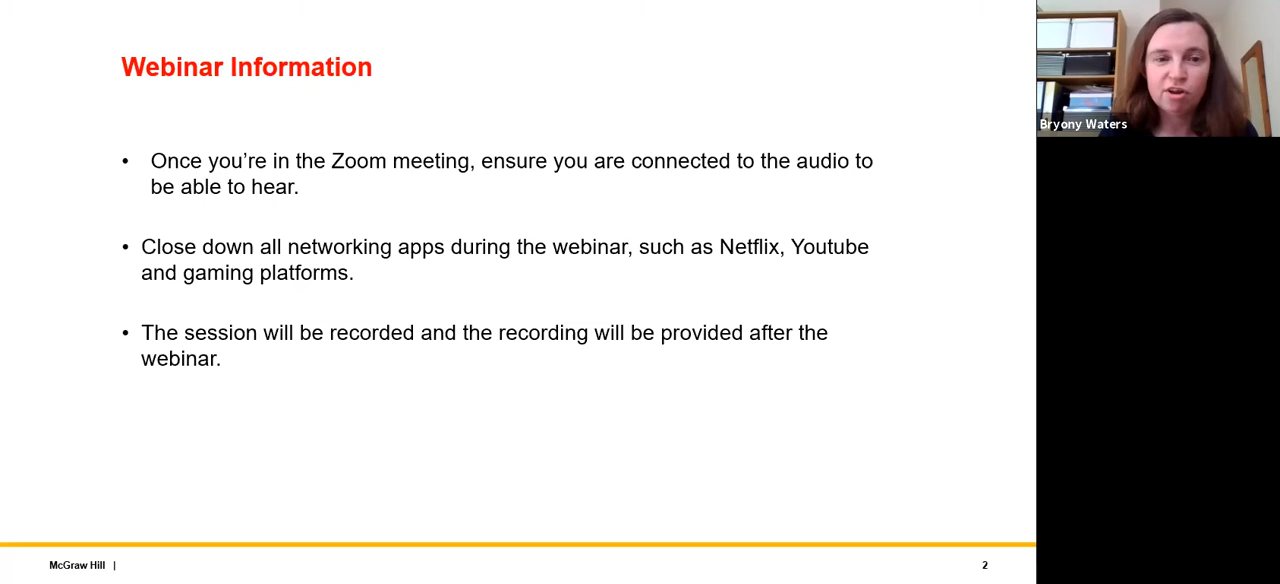 Webinar Information
• Once you’re in the Zoom meeting, ensure you are connected to the audio to
be able to hear.
• Close down all networking apps during the webinar, such as Netflix, Youtube
and gaming platforms.
• The session will be recorded and the recording will be provided after the
webinar.
McGraw Hill |
2
Bryony Waters